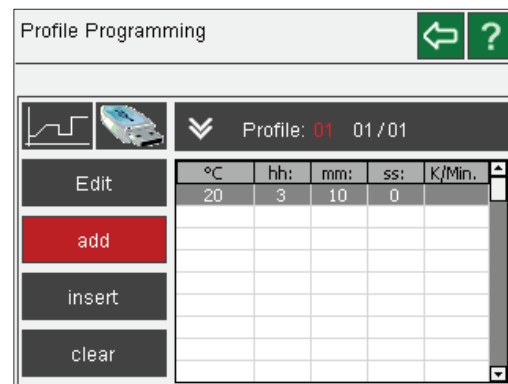 Profile Programming
?
Profile: 01 01/01
Edit
add
insert
clear
°C hh: mm: ss: K/Min.
20 3 10 0